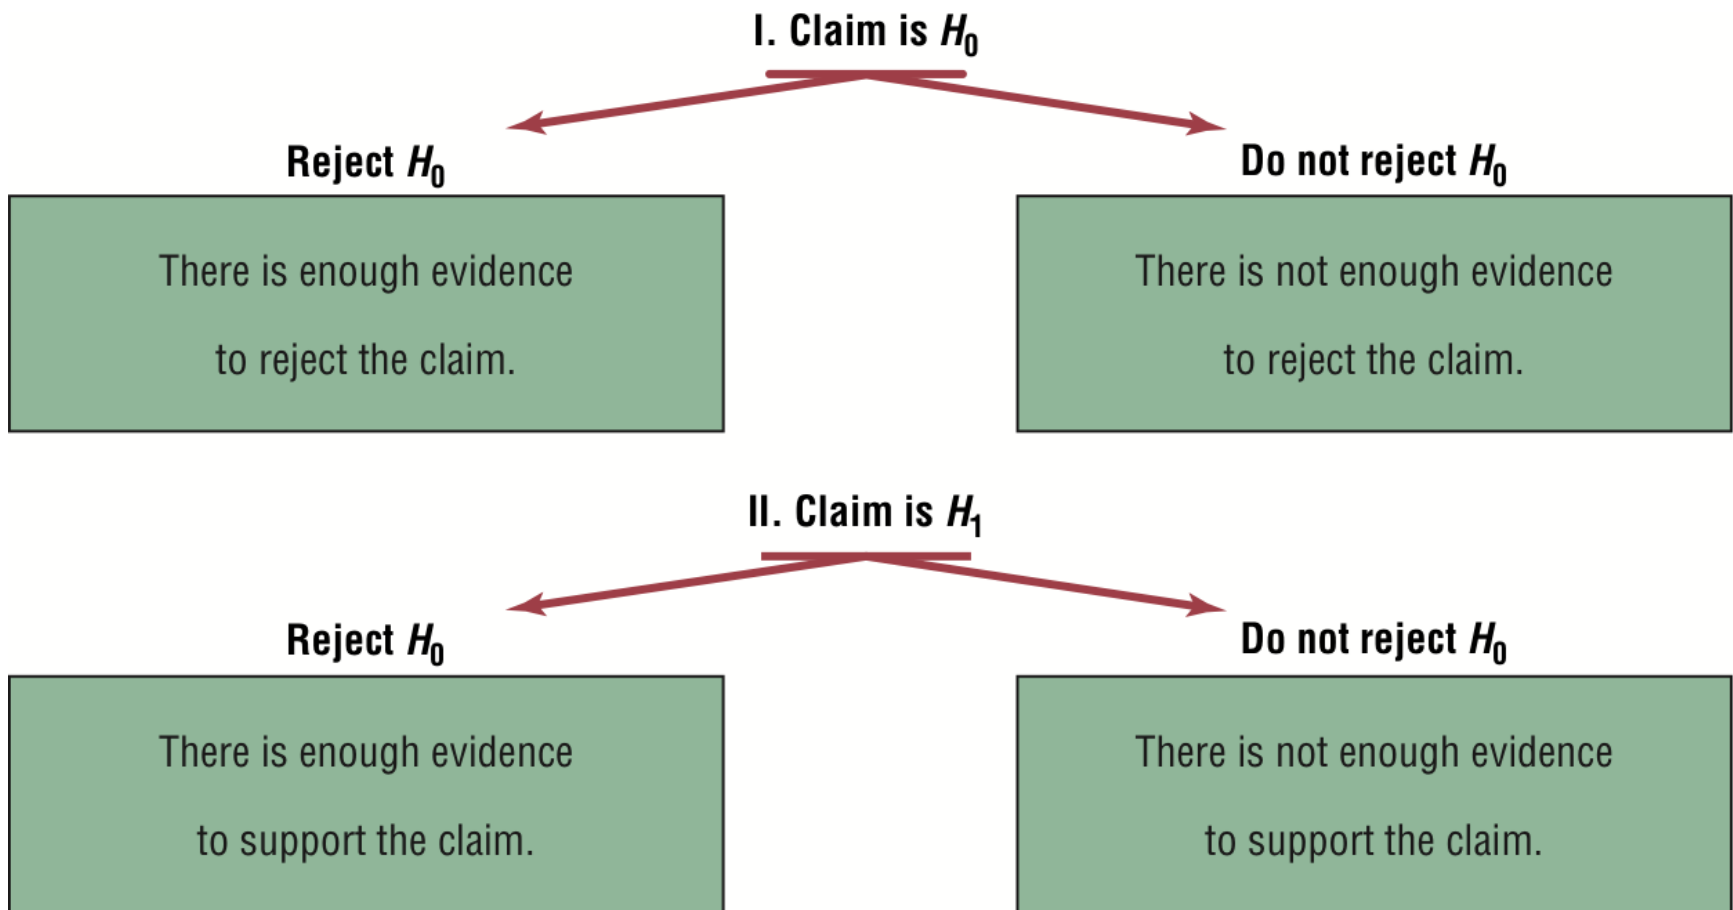 I. Claim is H₀
Reject H₀
Do not reject H₀
There is enough evidence
to reject the claim.
There is not enough evidence
to reject the claim.
II. Claim is H₁
Reject H₀
Do not reject H₀
There is enough evidence
to support the claim.
There is not enough evidence
to support the claim.